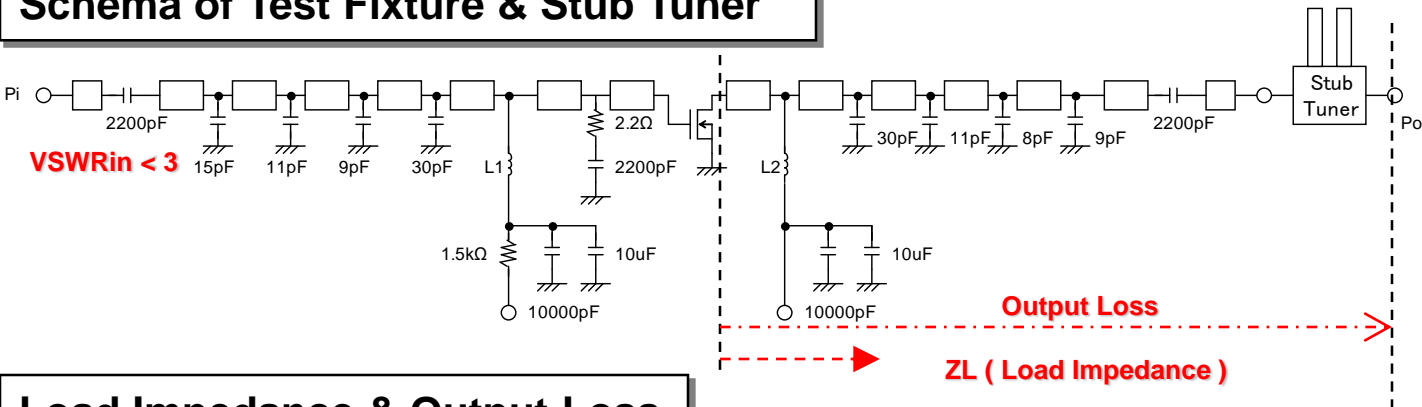 Schema of Test Fixture & Stub Tuner
Pi
2200pF
VSWRin < 3
15pF
11pF
9pF
30pF
L1
2.2Ω
2200pF
1.5kΩ
10uF
10000pF
L2
10uF
10000pF
30pF
11pF
8pF
9pF
2200pF
Stub
Tuner
Po
Output Loss
ZL ( Load Impedance )
Load Impedance & Output Loss